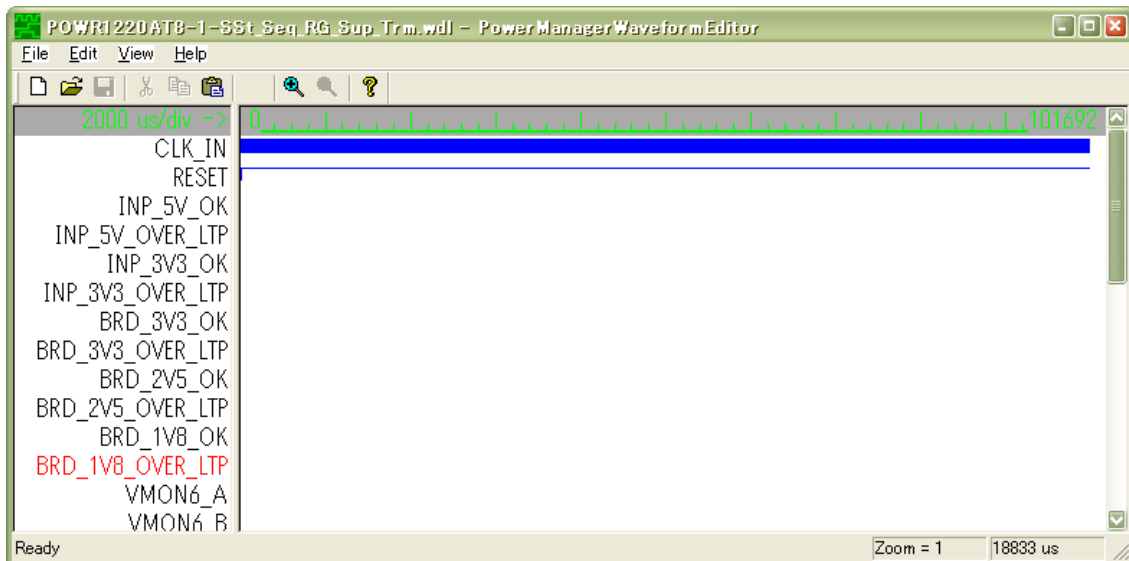 POWR1220AT8-1-SSt_Seq_RG_Sup_Trm.wdl - PowerManagerWaveformEditor
File Edit View Help
2000 us/div -> 0 101692
CLK_IN
RESET
INP_5V_OK
INP_5V_OVER_LTP
INP_3V3_OK
INP_3V3_OVER_LTP
BRD_3V3_OK
BRD_3V3_OVER_LTP
BRD_2V5_OK
BRD_2V5_OVER_LTP
BRD_1V8_OK
BRD_1V8_OVER_LTP
VMON6_A
VMON6_B
Ready Zoom = 1 18833 us